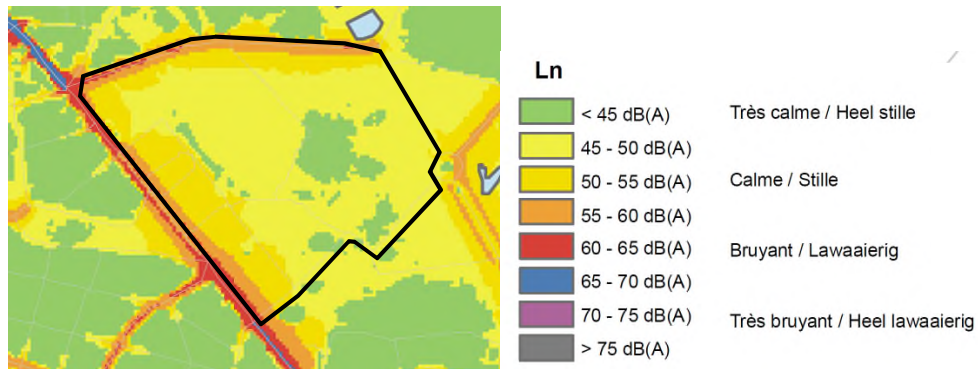 Ln
< 45 dB(A) Très calme / Heel stille
45 - 50 dB(A)
50 - 55 dB(A) Calme / Stille
55 - 60 dB(A)
60 - 65 dB(A) Bruyant / Lawaaierig
65 - 70 dB(A)
70 - 75 dB(A) Très bruyant / Heel lawaaierig
> 75 dB(A)